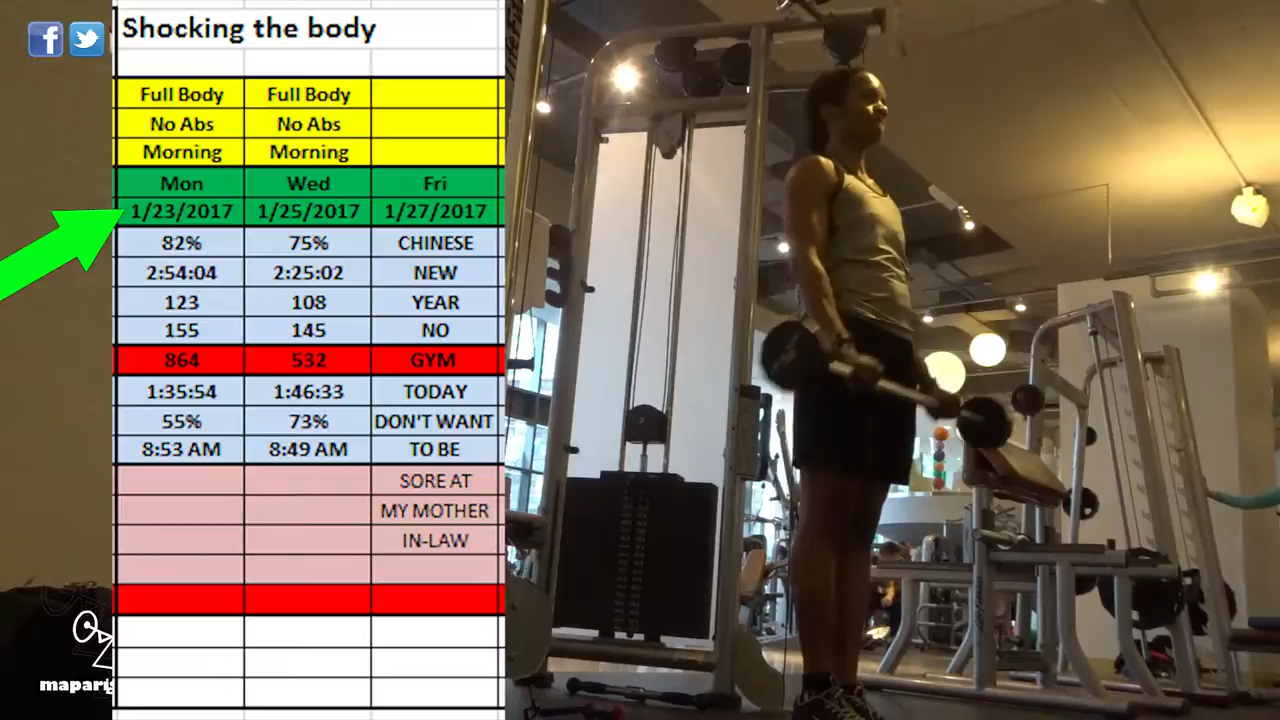 Shocking the body
Full Body Full Body
No Abs No Abs
Morning Morning
Mon Wed Fri
1/23/2017 1/25/2017 1/27/2017
82% 75% CHINESE
2:54:04 2:25:02 NEW
123 108 YEAR
155 145 NO
864 532 GYM
1:35:54 1:46:33 TODAY
55% 73% DON'T WANT
8:53 AM 8:49 AM TO BE
SORE AT
MY MOTHER
IN-LAW